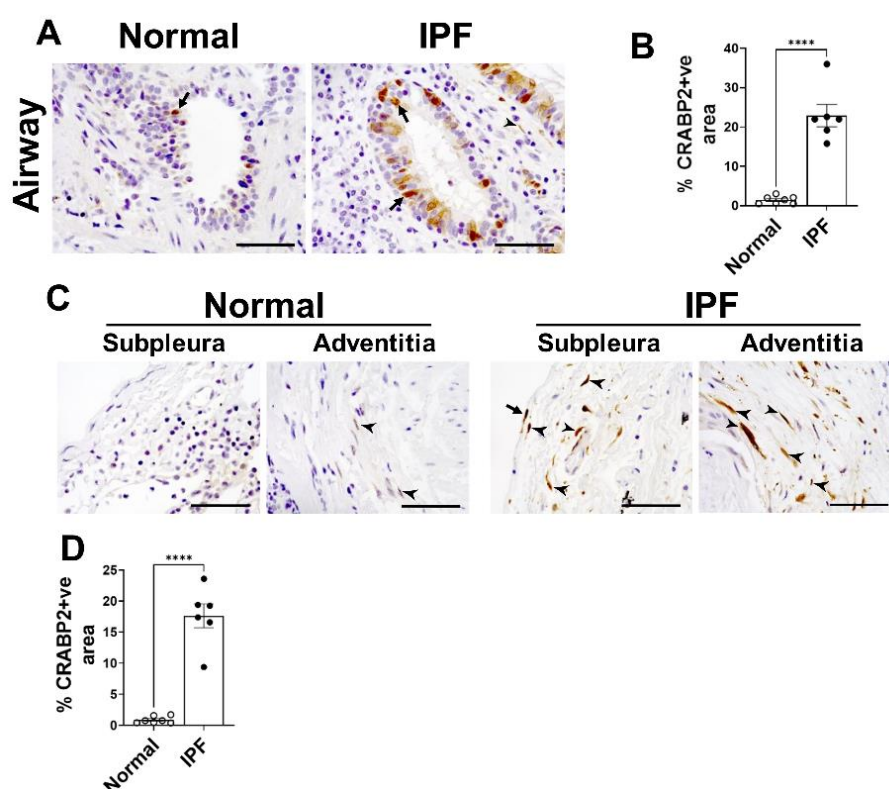 A
Normal
IPF
Airway
B
% CRABP2+ve
area
40
30
20
10
0
****
Normal
IPF
C
Normal
IPF
Subpleura
Adventitia
Subpleura
Adventitia
D
% CRABP2+ve
area
25
20
15
10
5
0
****
Normal
IPF